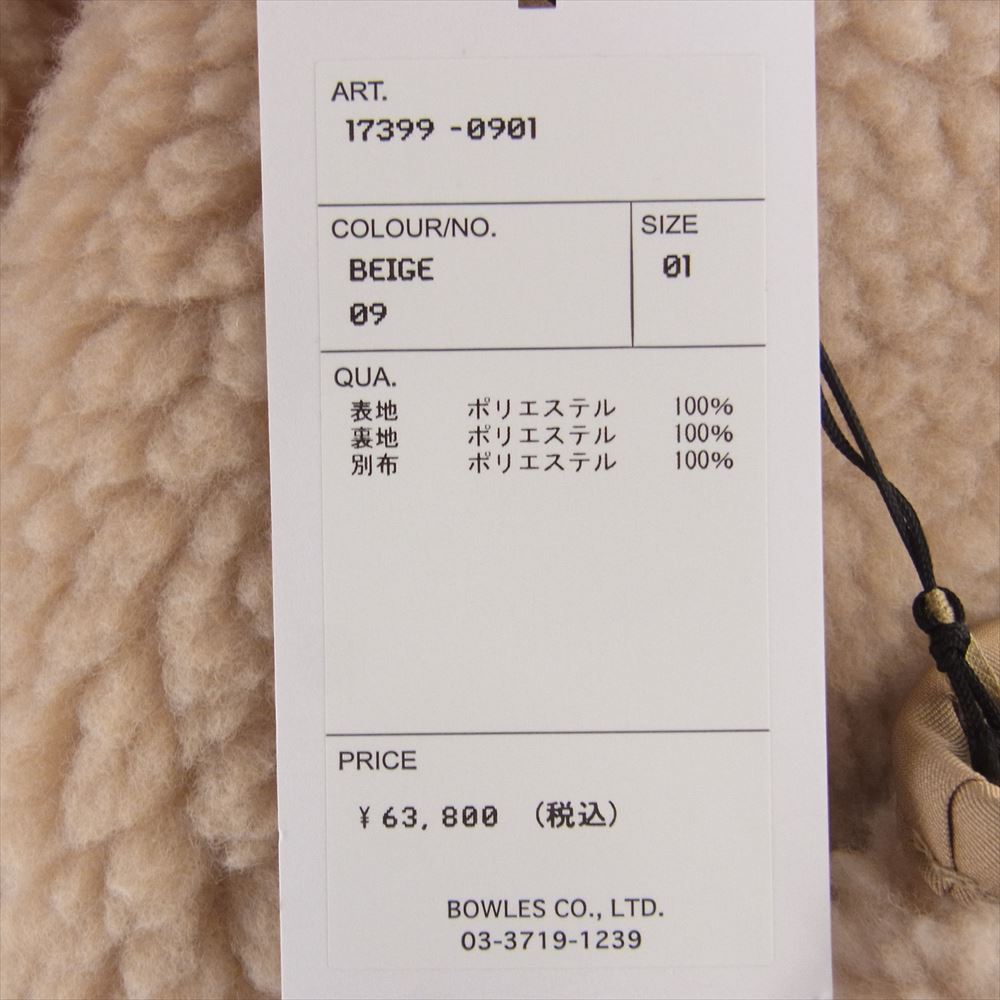 ART.
17399 -0901
COLOUR/NO.
BEIGE
09
SIZE
01
QUA.
表地 ポリエステル 100%
裏地 ポリエステル 100%
別布 ポリエステル 100%
PRICE
¥63,800 (税込)
BOWLES CO., LTD.
03-3719-1239